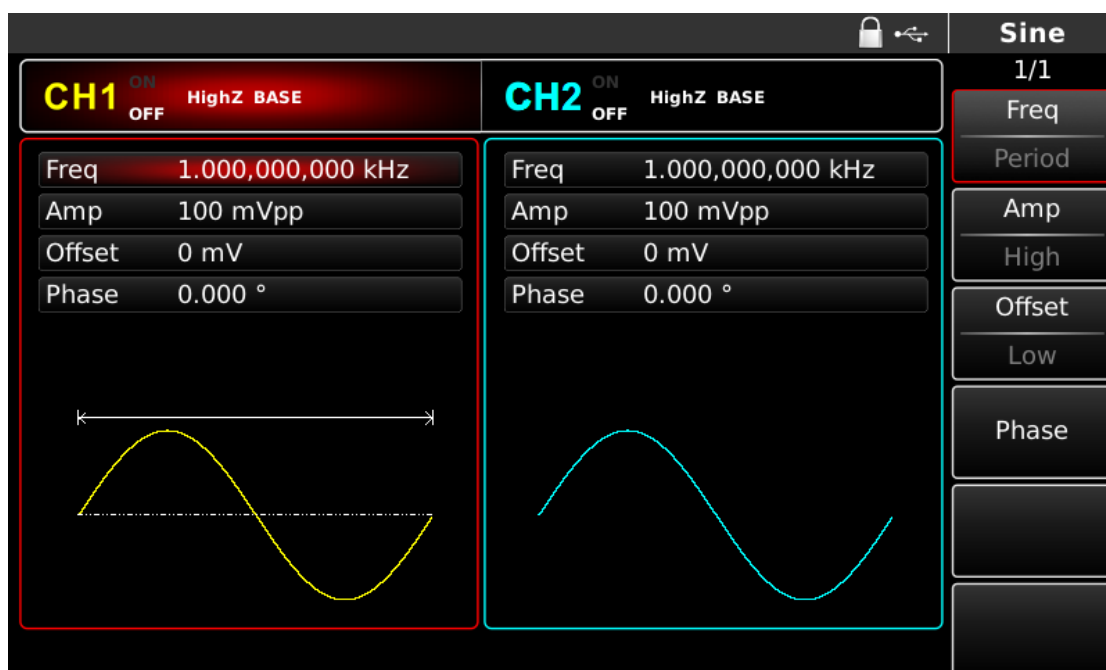 Sine
1/1
CH1 ON OFF HighZ BASE
CH2 ON OFF HighZ BASE
Freq 1.000,000,000 kHz
Amp 100 mVpp
Offset 0 mV
Phase 0.000 °
Freq 1.000,000,000 kHz
Amp 100 mVpp
Offset 0 mV
Phase 0.000 °
Freq
Period
Amp
High
Offset
Low
Phase